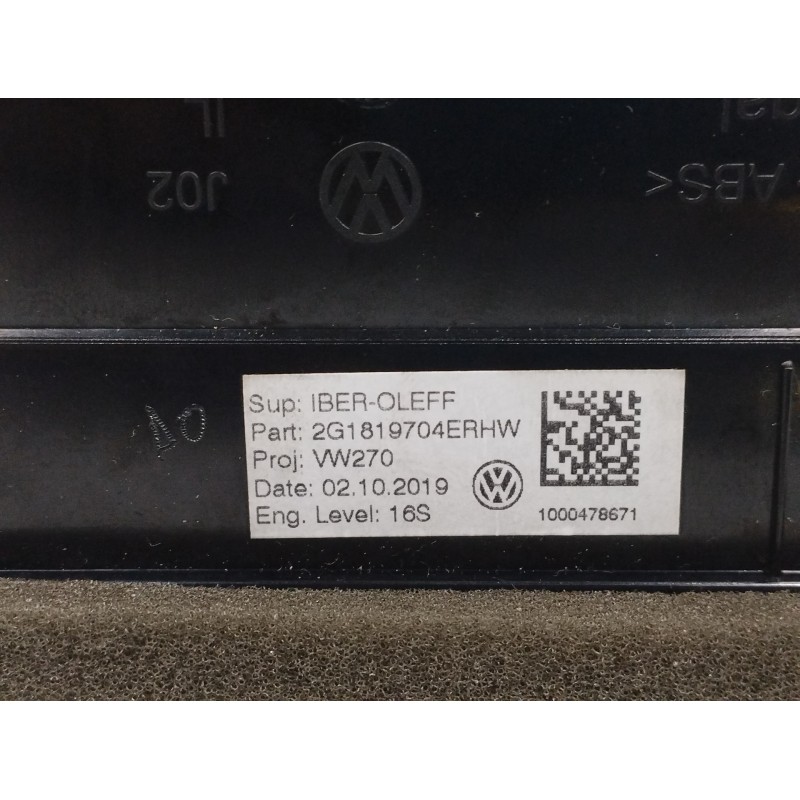 J02
ABS<
Sup: IBER-OLEFF
Part: 2G1819704ERHW
Proj: VW270
Date: 02.10.2019
Eng. Level: 16S
1000478671